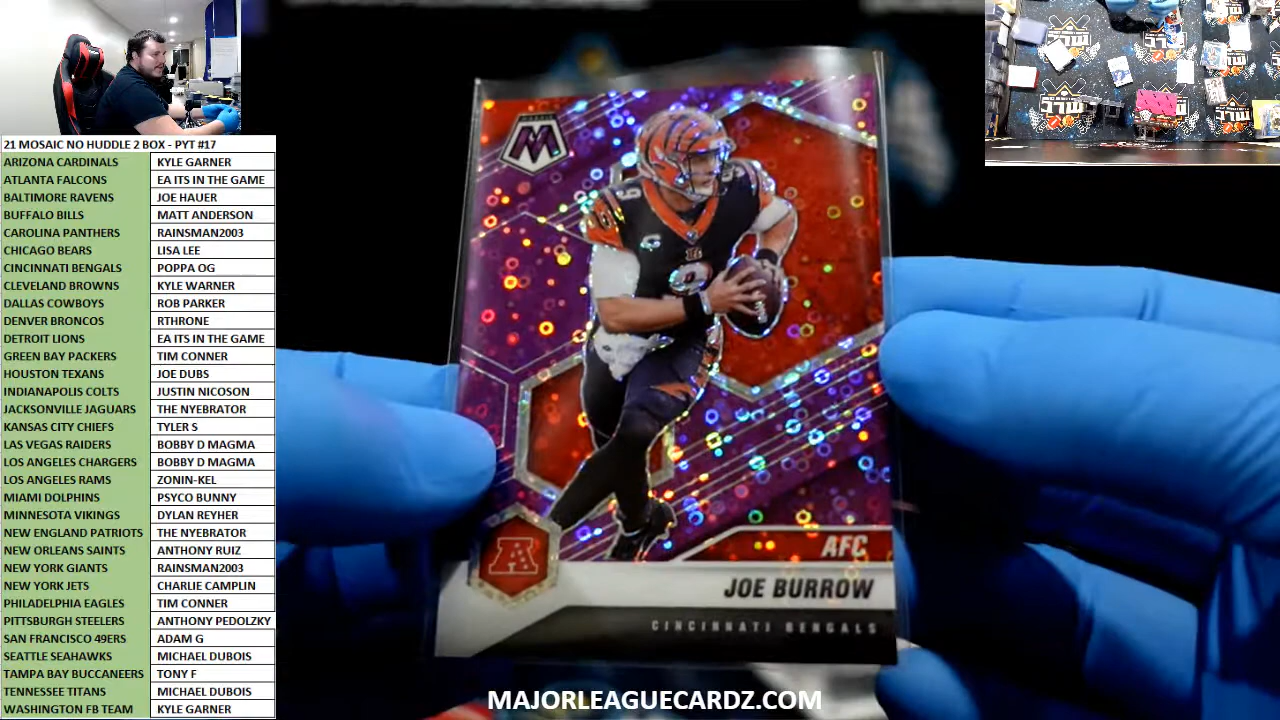 21 MOSAIC NO HUDDLE 2 BOX - PYT #17
ARIZONA CARDINALS KYLE GARNER
ATLANTA FALCONS EA ITS IN THE GAME
BALTIMORE RAVENS JOE HAUER
BUFFALO BILLS MATT ANDERSON
CAROLINA PANTHERS RAINSMAN2003
CHICAGO BEARS LISA LEE
CINCINNATI BENGALS POPPA OG
CLEVELAND BROWNS KYLE WARNER
DALLAS COWBOYS ROB PARKER
DENVER BRONCOS RTHRONE
DETROIT LIONS EA ITS IN THE GAME
GREEN BAY PACKERS TIM CONNER
HOUSTON TEXANS JOE DUBS
INDIANAPOLIS COLTS JUSTIN NICOSON
JACKSONVILLE JAGUARS THE NYEBRATOR
KANSAS CITY CHIEFS TYLER S
LAS VEGAS RAIDERS BOBBY D MAGMA
LOS ANGELES CHARGERS BOBBY D MAGMA
LOS ANGELES RAMS ZONIN-KEL
MIAMI DOLPHINS PSYCO BUNNY
MINNESOTA VIKINGS DYLAN REYHER
NEW ENGLAND PATRIOTS THE NYEBRATOR
NEW ORLEANS SAINTS ANTHONY RUIZ
NEW YORK GIANTS RAINSMAN2003
NEW YORK JETS CHARLIE CAMPLIN
PHILADELPHIA EAGLES TIM CONNER
PITTSBURGH STEELERS ANTHONY PEDOLZKY
SAN FRANCISCO 49ERS ADAM G
SEATTLE SEAHAWKS MICHAEL DUBOIS
TAMPA BAY BUCCANEERS TONY F
TENNESSEE TITANS MICHAEL DUBOIS
WASHINGTON FB TEAM KYLE GARNER
M
9
9
A
AFC
JOE BURROW
CINCINNATI BENGALS
MAJORLEAGUECARDZ.COM